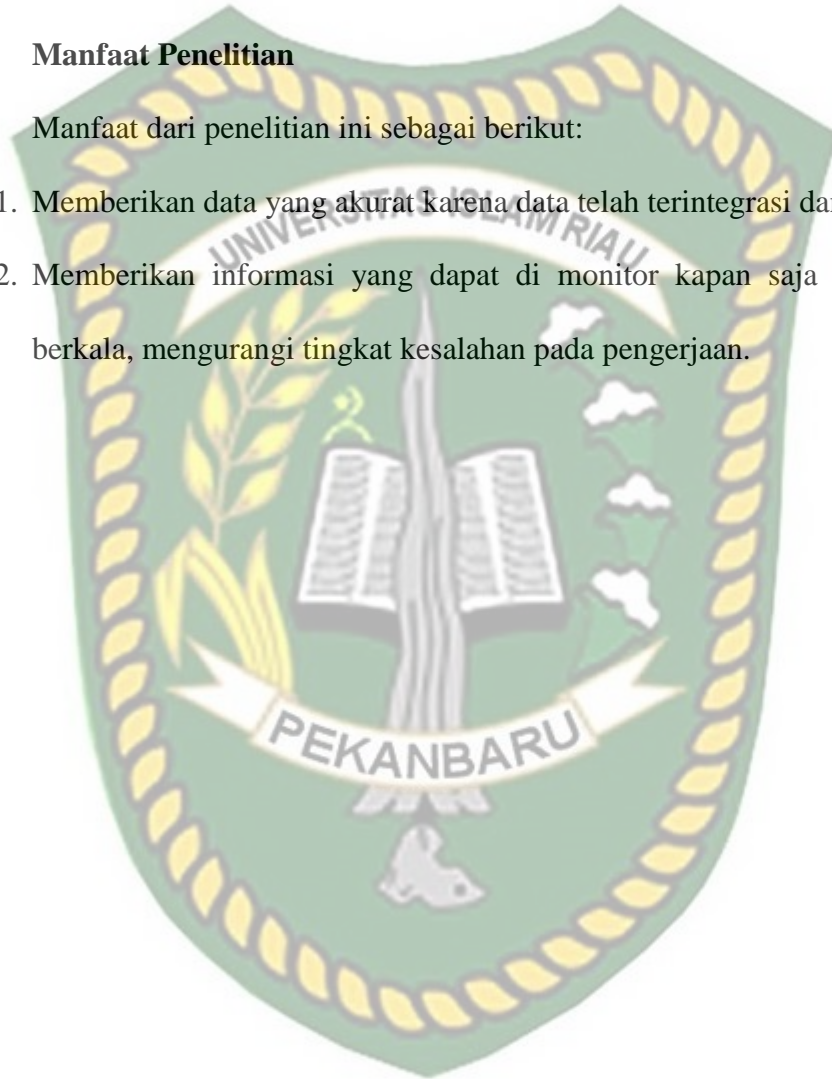 Manfaat Penelitian
Manfaat dari penelitian ini sebagai berikut:
1. Memberikan data yang akurat karena data telah terintegrasi
2. Memberikan informasi yang dapat di monitor kapan saja
berkala, mengurangi tingkat kesalahan pada pengerjaan.
UNIVERSITAS ISLAM RIAU
PEKANBARU